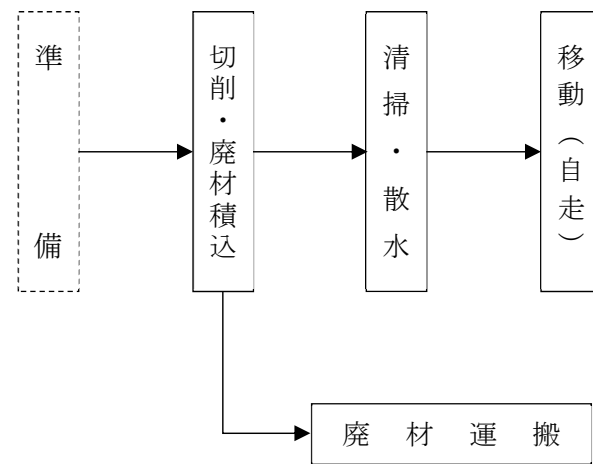 準備
切削・廃材積込
清掃・散水
移動（自走）
廃材運搬